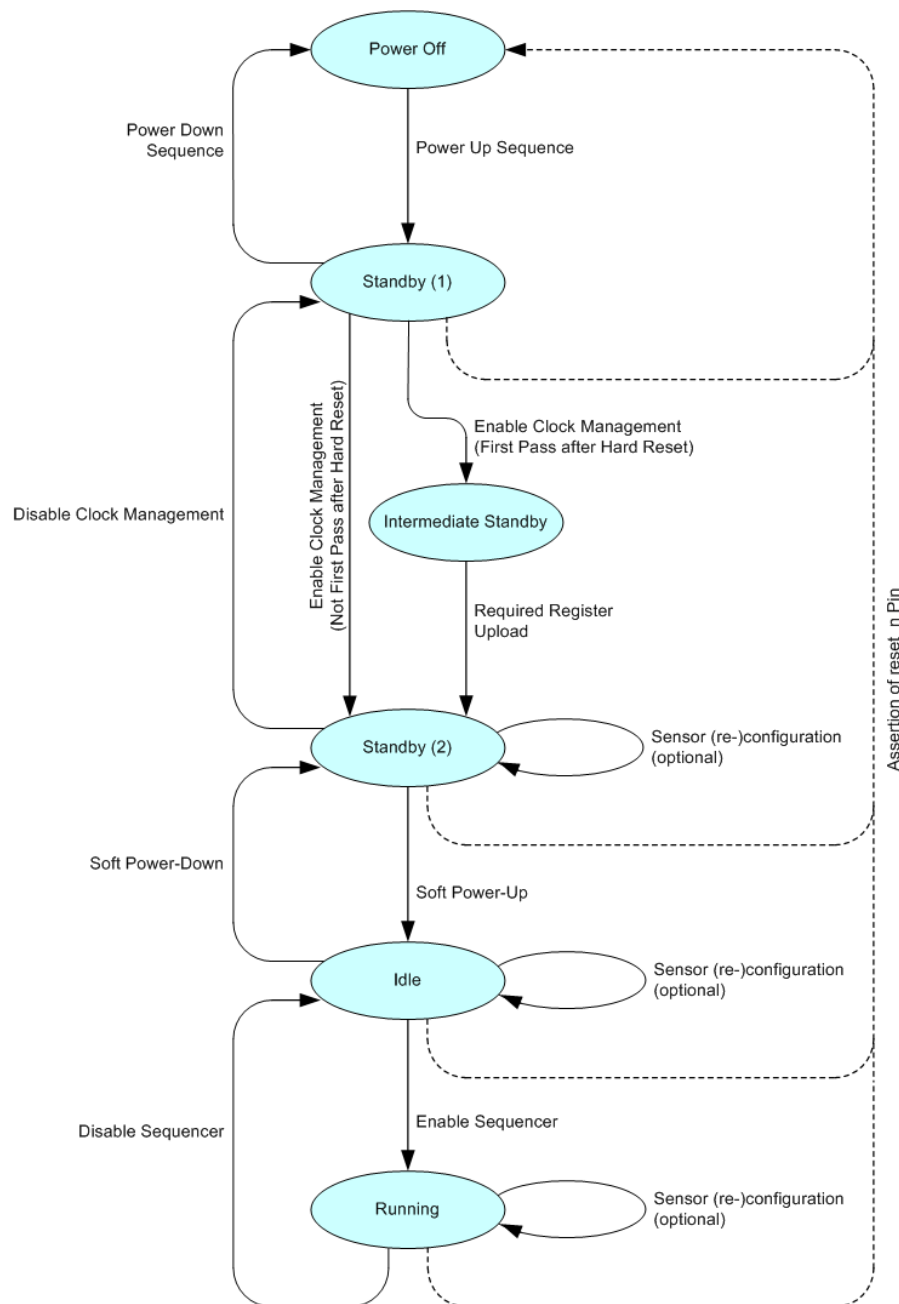 Power Off
Power Down
Sequence
Power Up Sequence
Standby (1)
Enable Clock Management
(Not First Pass after Hard Reset)
Enable Clock Management
(First Pass after Hard Reset)
Disable Clock Management
Intermediate Standby
Required Register
Upload
Assertion of reset_n Pin
Standby (2)
Sensor (re-)configuration
(optional)
Soft Power-Down
Soft Power-Up
Idle
Sensor (re-)configuration
(optional)
Disable Sequencer
Enable Sequencer
Running
Sensor (re-)configuration
(optional)